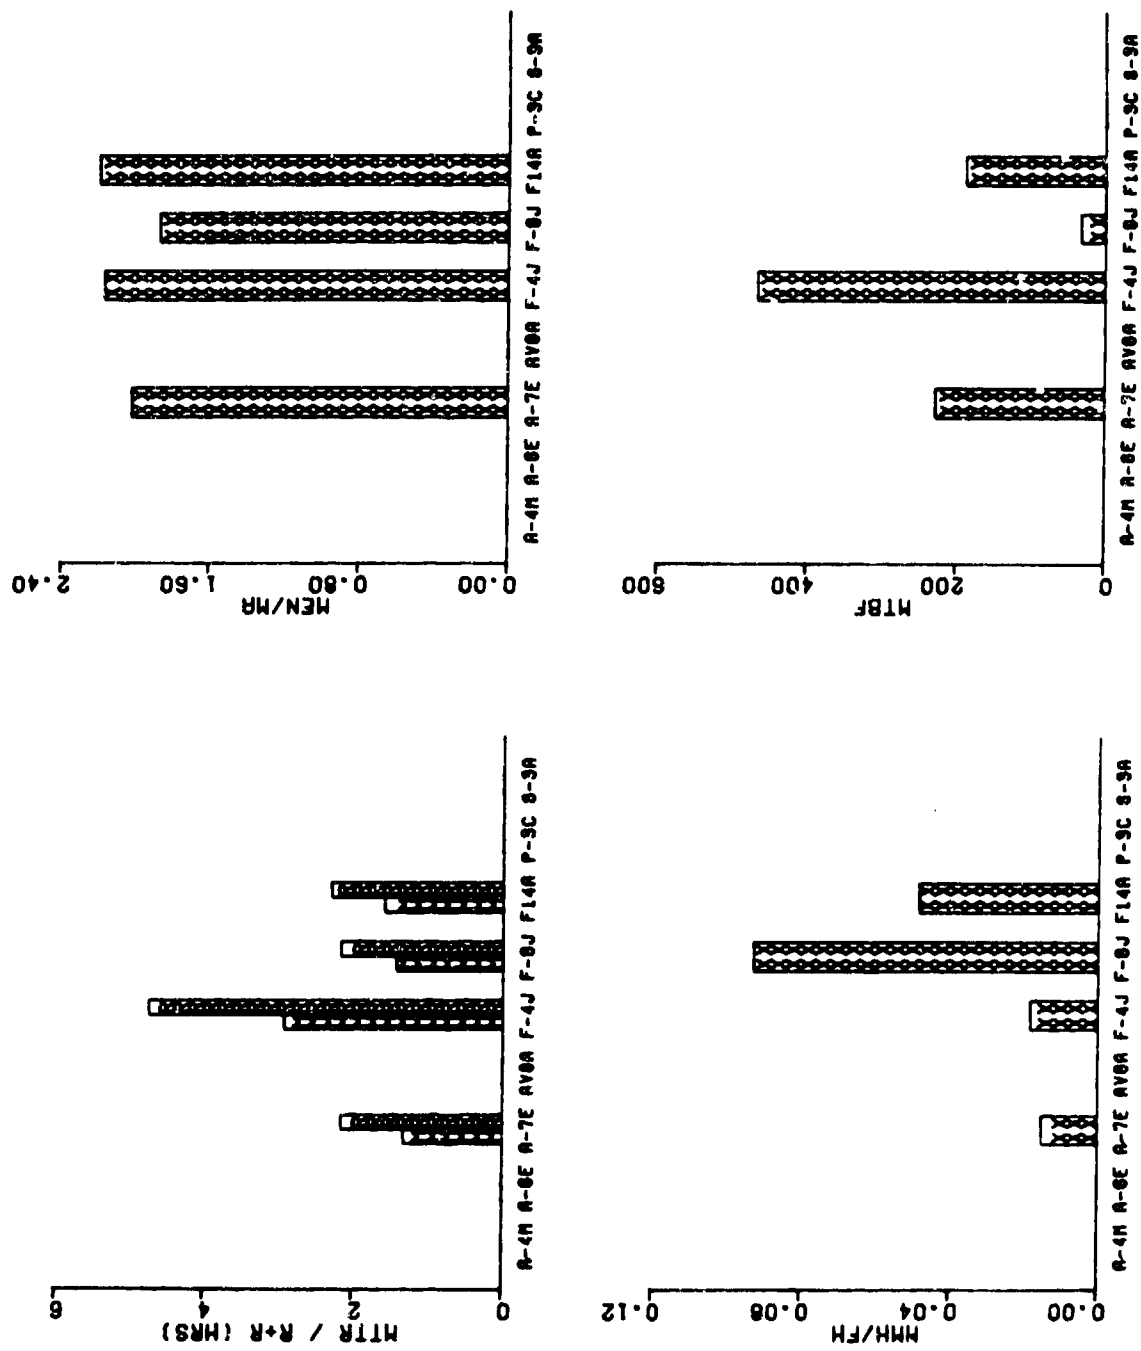 MEN/MA
2.40
1.60
0.80
0.00
A-4M A-6E A-7E AV8A F-4J F-8J F14A P-3C S-3A
MTBF
600
400
200
0
A-4M A-6E A-7E AV8A F-4J F-8J F14A P-3C S-3A
MTTR / R+R (HRS)
6
4
2
0
A-4M A-6E A-7E AV8A F-4J F-8J F14A P-3C S-3A
MMH/FH
0.12
0.08
0.04
0.00
A-4M A-6E A-7E AV8A F-4J F-8J F14A P-3C S-3A